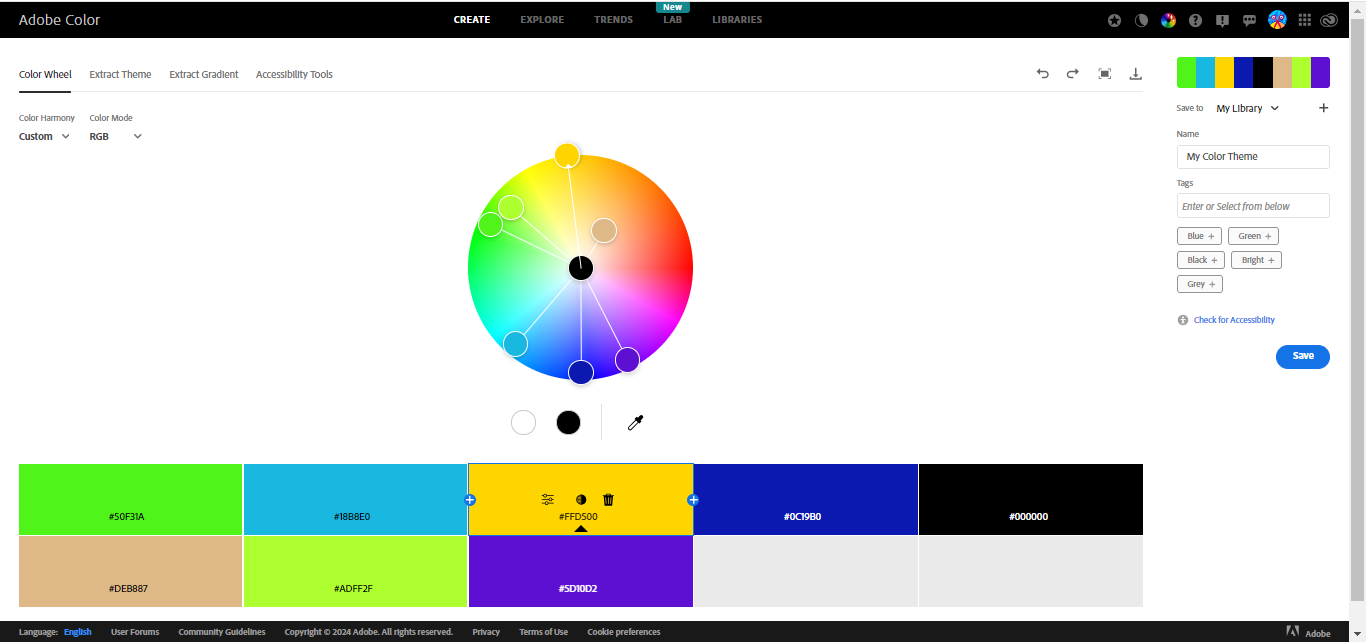 Adobe Color
CREATE
EXPLORE
TRENDS
New
LAB
LIBRARIES
Color Wheel
Extract Theme
Extract Gradient
Accessibility Tools
Color Harmony
Color Mode
Custom
RGB
Save to
My Library
Name
My Color Theme
Tags
Enter or Select from below
Blue +
Green +
Black +
Bright +
Grey +
Check for Accessibility
Save
#50F31A
#18B8E0
#FFD500
#0C19B0
#000000
#DEB887
#ADFF2F
#5D10D2
Language: English
User Forums
Community Guidelines
Copyright © 2024 Adobe. All rights reserved.
Privacy
Terms of Use
Cookie preferences
Adobe